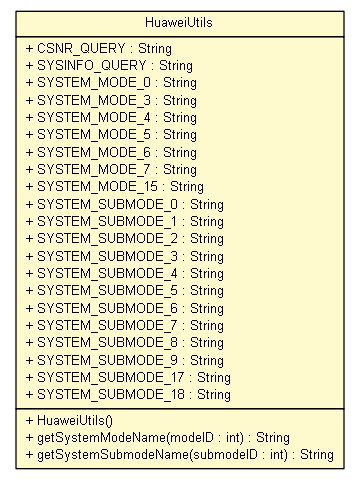 HuaweiUtils
+ CSNR_QUERY : String
+ SYSINFO_QUERY : String
+ SYSTEM_MODE_0 : String
+ SYSTEM_MODE_3 : String
+ SYSTEM_MODE_4 : String
+ SYSTEM_MODE_5 : String
+ SYSTEM_MODE_6 : String
+ SYSTEM_MODE_7 : String
+ SYSTEM_MODE_15 : String
+ SYSTEM_SUBMODE_0 : String
+ SYSTEM_SUBMODE_1 : String
+ SYSTEM_SUBMODE_2 : String
+ SYSTEM_SUBMODE_3 : String
+ SYSTEM_SUBMODE_4 : String
+ SYSTEM_SUBMODE_5 : String
+ SYSTEM_SUBMODE_6 : String
+ SYSTEM_SUBMODE_7 : String
+ SYSTEM_SUBMODE_8 : String
+ SYSTEM_SUBMODE_9 : String
+ SYSTEM_SUBMODE_17 : String
+ SYSTEM_SUBMODE_18 : String
+ HuaweiUtils()
+ getSystemModeName(modeID : int) : String
+ getSystemSubmodeName(submodeID : int) : String